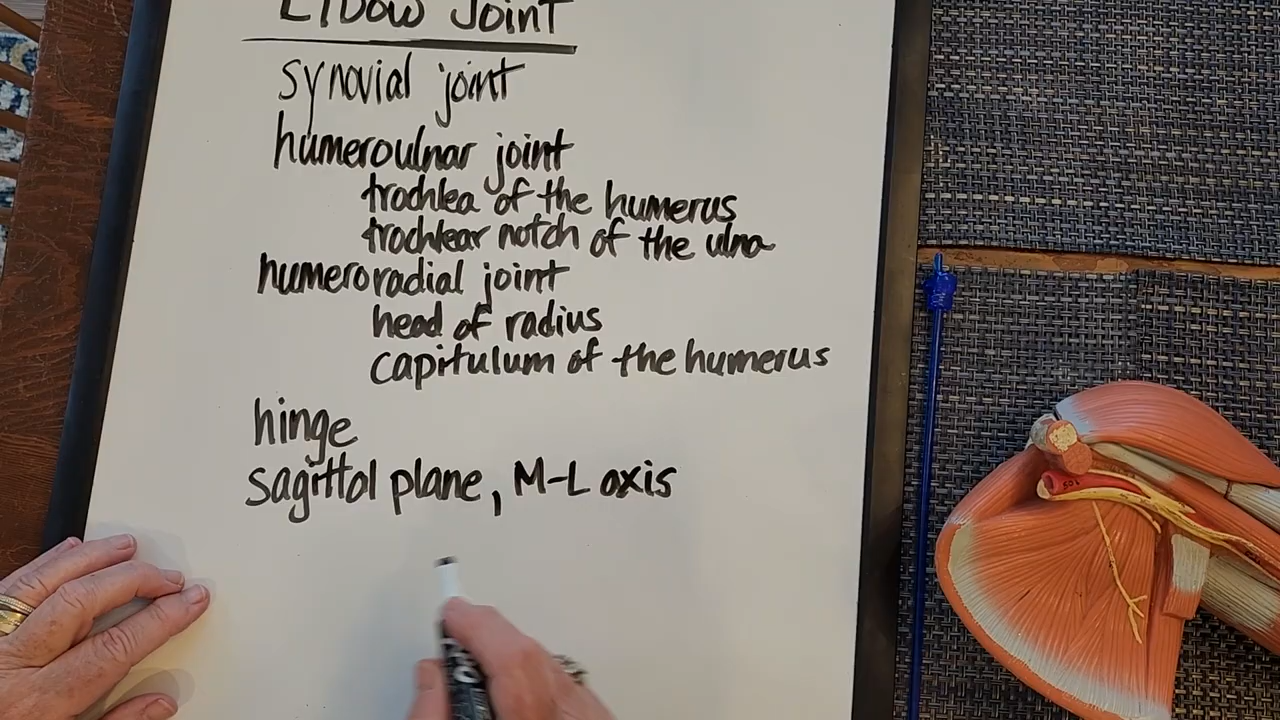 Elbow Joint
synovial joint
humeroulnar joint
trochlea of the humerus
trochlear notch of the ulna
humeroradial joint
head of radius
capitulum of the humerus
hinge
sagittal plane, M-L axis